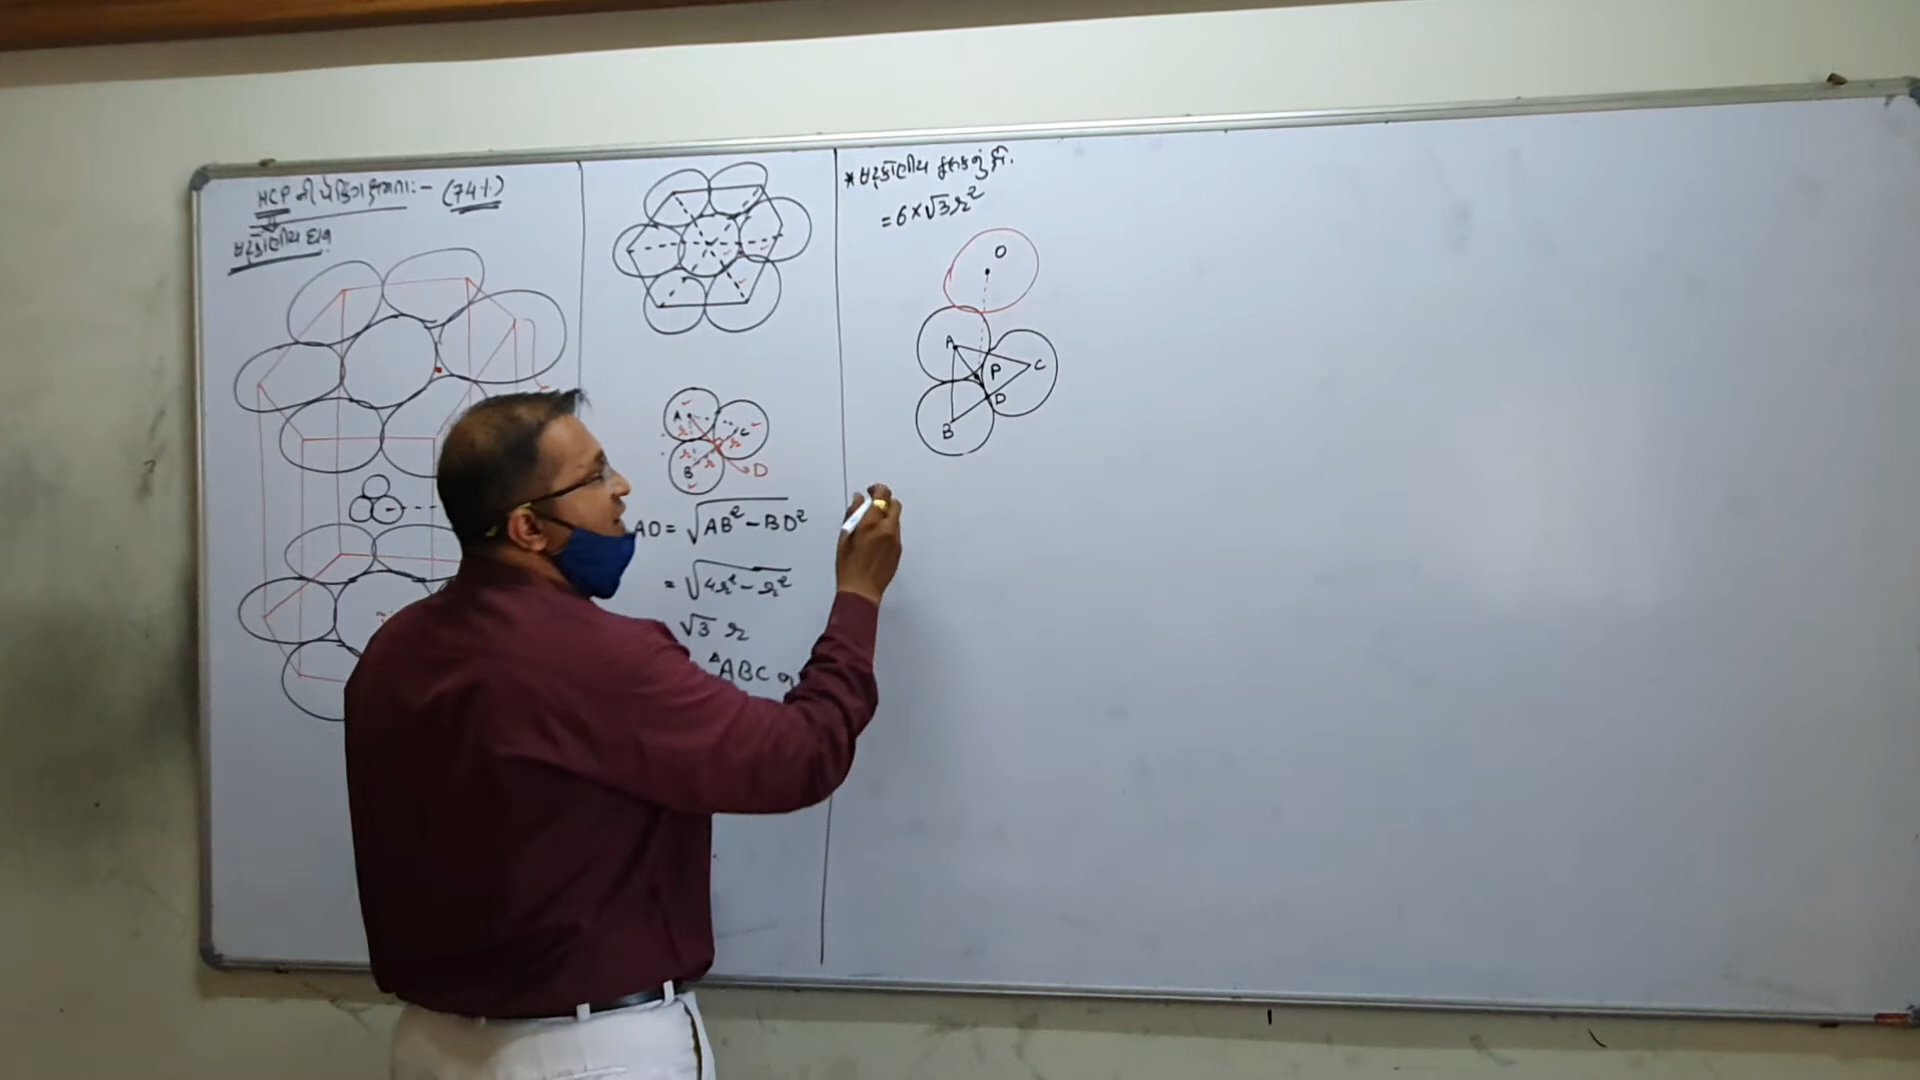 HCP ની પેકિંગ ક્ષમતા :- (74%)
ષટ્કોણીય ઘન
A
C
B
D
r
r
r
r
AD = √AB² - BD²
= √4r² - r²
√3 r
△ABC
* ષટ્કોણીય ફલકનું ક્ષે.
= 6 × √3 r²
O
A
P
C
D
B